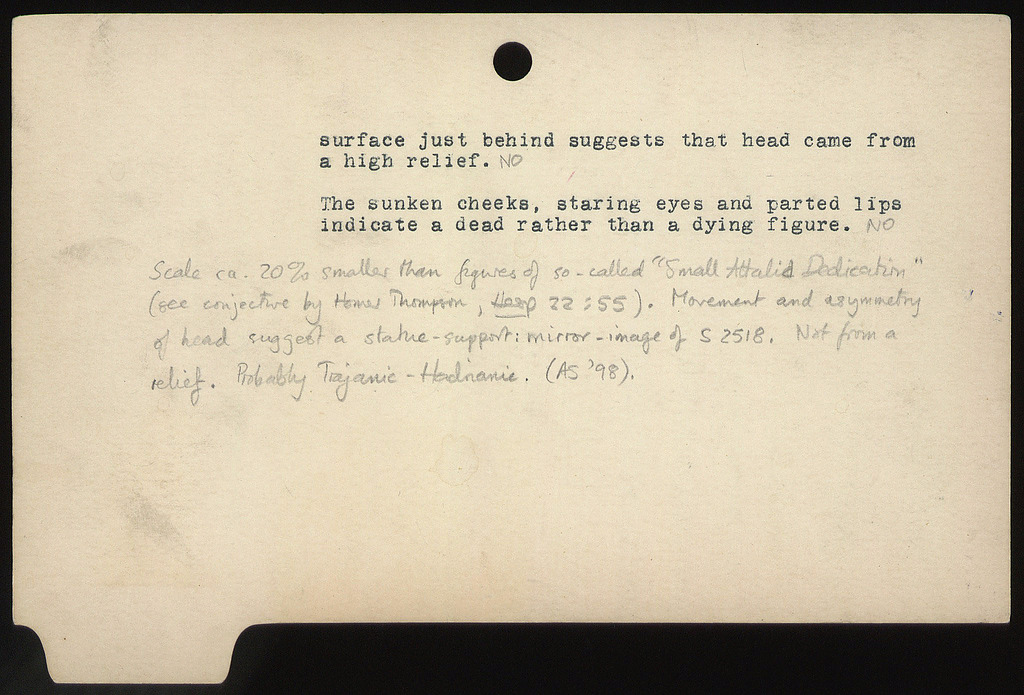 surface just behind suggests that head came from
a high relief. NO
The sunken cheeks, staring eyes and parted lips
indicate a dead rather than a dying figure. NO
Scale ca. 20% smaller than figures of so-called "Small Attalid Dedication"
(see conjective by Homer Thompson, Hesp 22:55). Movement and asymmetry
of head suggest a statue-support: mirror-image of S 2518. Not from a
relief. Probably Trajanic - Hadrianic. (AS '98).